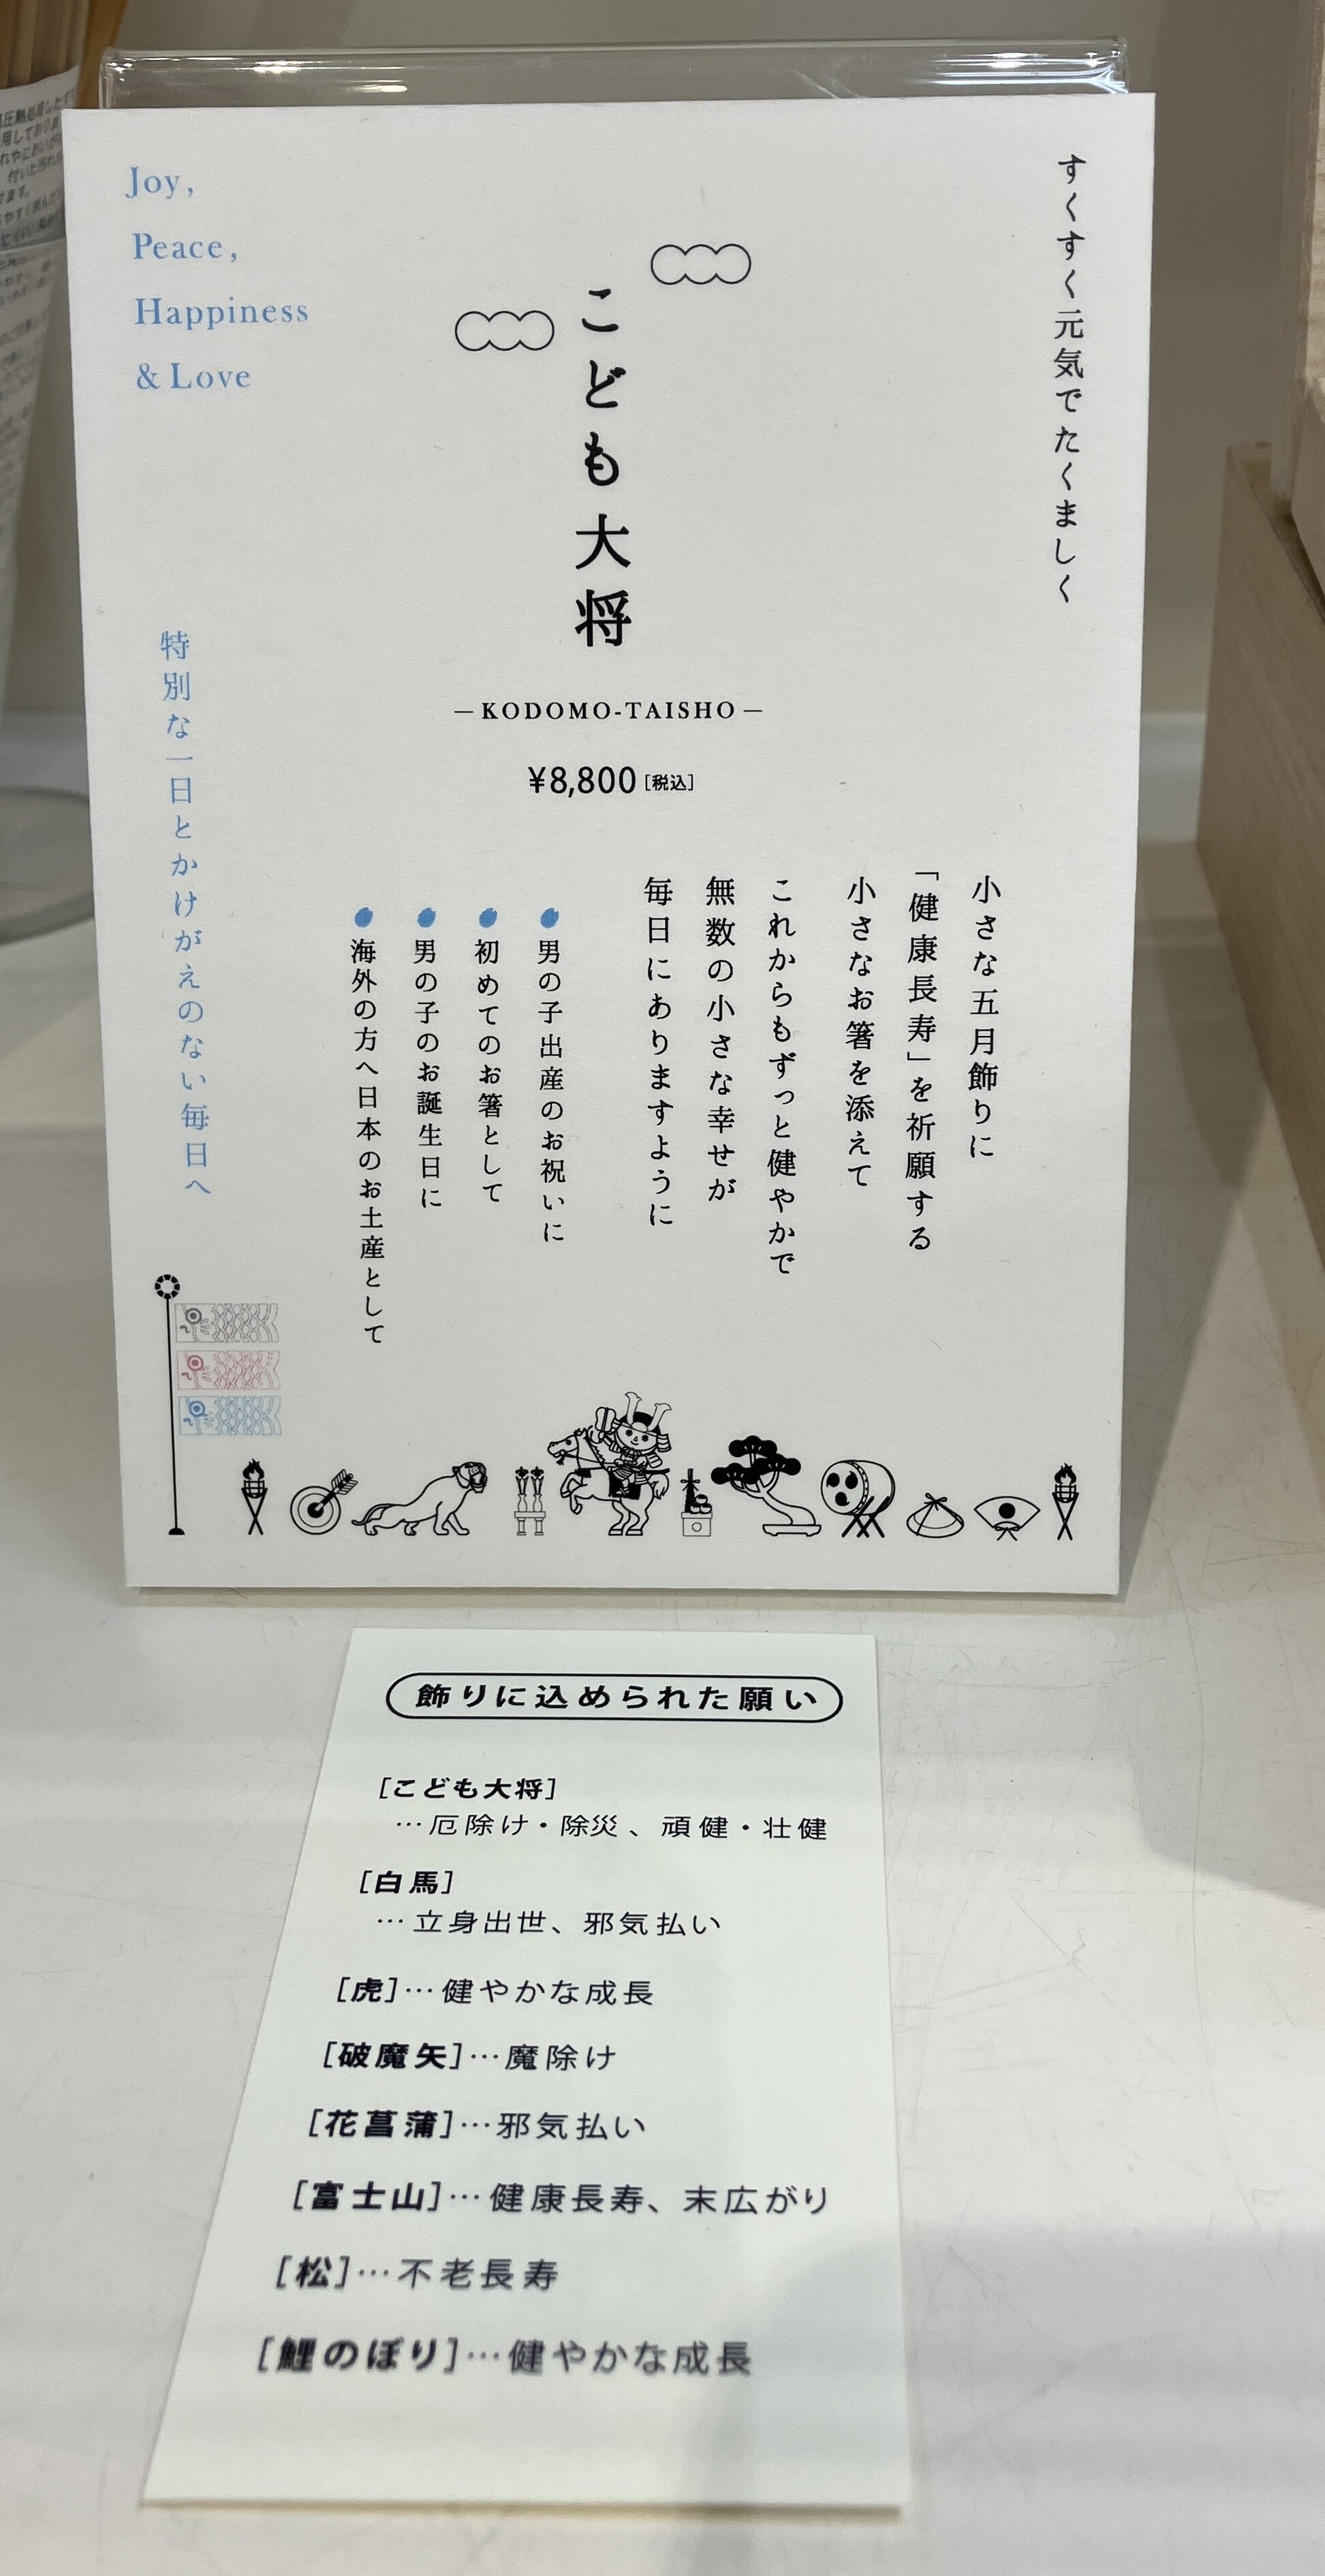 すくすく元気でたくましく
Joy,
Peace,
Happiness
& Love
こども大将
—KODOMO-TAISHO—
¥8,800[税込]
小さな五月飾りに
「健康長寿」を祈願する
小さなお箸を添えて
これからもずっと健やかで
無数の小さな幸せが
毎日にありますように
男の子出産のお祝いに
初めてのお箸として
男の子のお誕生日に
海外の方へ日本のお土産として
特別な一日とかけがえのない毎日へ
飾りに込められた願い
[こども大将]
…厄除け・除災、頑健・壮健
[白馬]
…立身出世、邪気払い
[虎]…健やかな成長
[破魔矢]…魔除け
[花菖蒲]…邪気払い
[富士山]…健康長寿、末広がり
[松]…不老長寿
[鯉のぼり]…健やかな成長